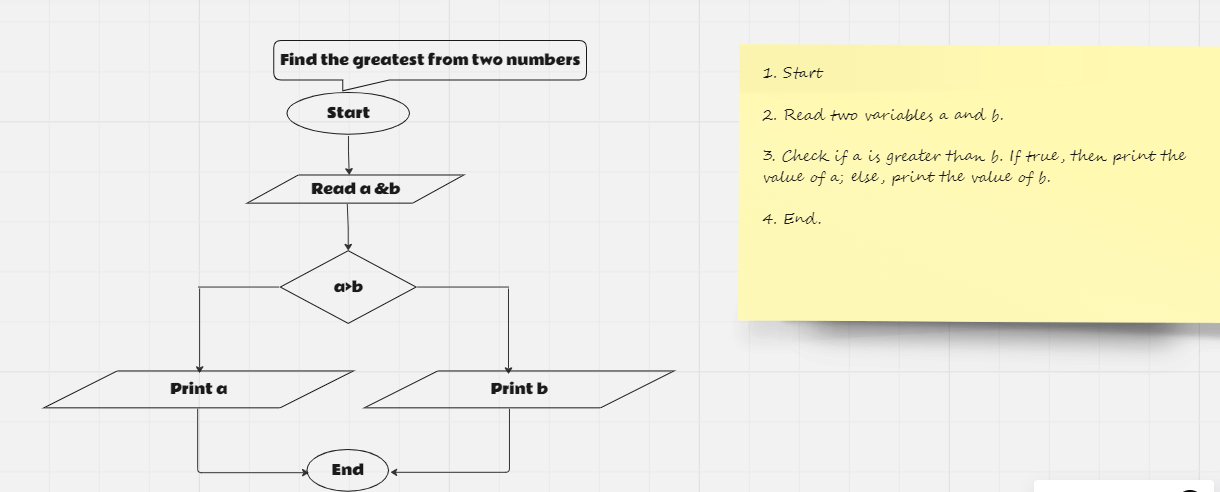 Find the greatest from two numbers
Start
Read a &b
a>b
Print a
Print b
End
1. Start
2. Read two variables a and b.
3. Check if a is greater than b. If true, then print the
value of a; else, print the value of b.
4. End.